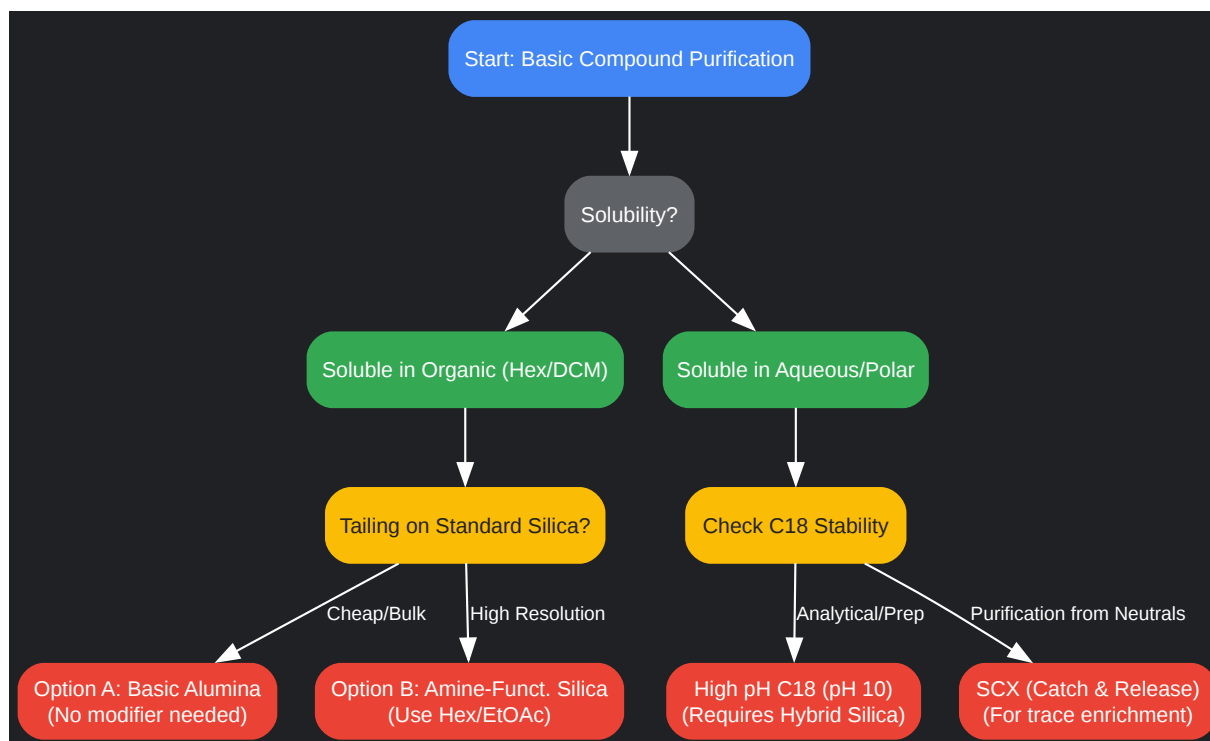 Start: Basic Compound Purification
Solubility?
Soluble in Organic (Hex/DCM)
Soluble in Aqueous/Polar
Tailing on Standard Silica?
Check C18 Stability
Cheap/Bulk
High Resolution
Analytical/Prep
Purification from Neutrals
Option A: Basic Alumina
(No modifier needed)
Option B: Amine-Funct. Silica
(Use Hex/EtOAc)
High pH C18 (pH 10)
(Requires Hybrid Silica)
SCX (Catch & Release)
(For trace enrichment)